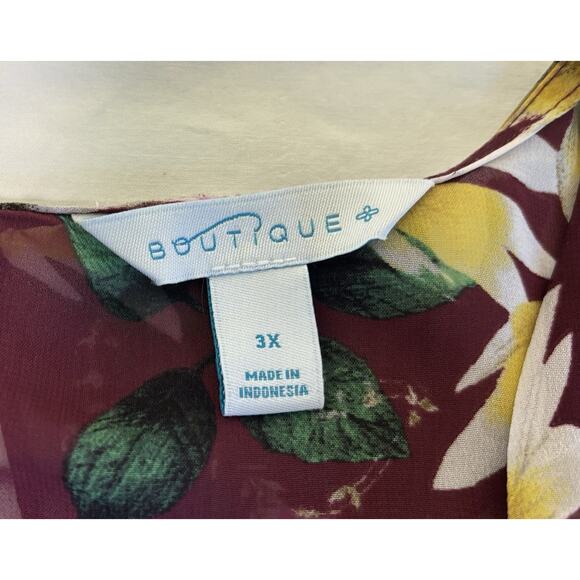 BOUTIQUE +
3X
MADE IN
INDONESIA